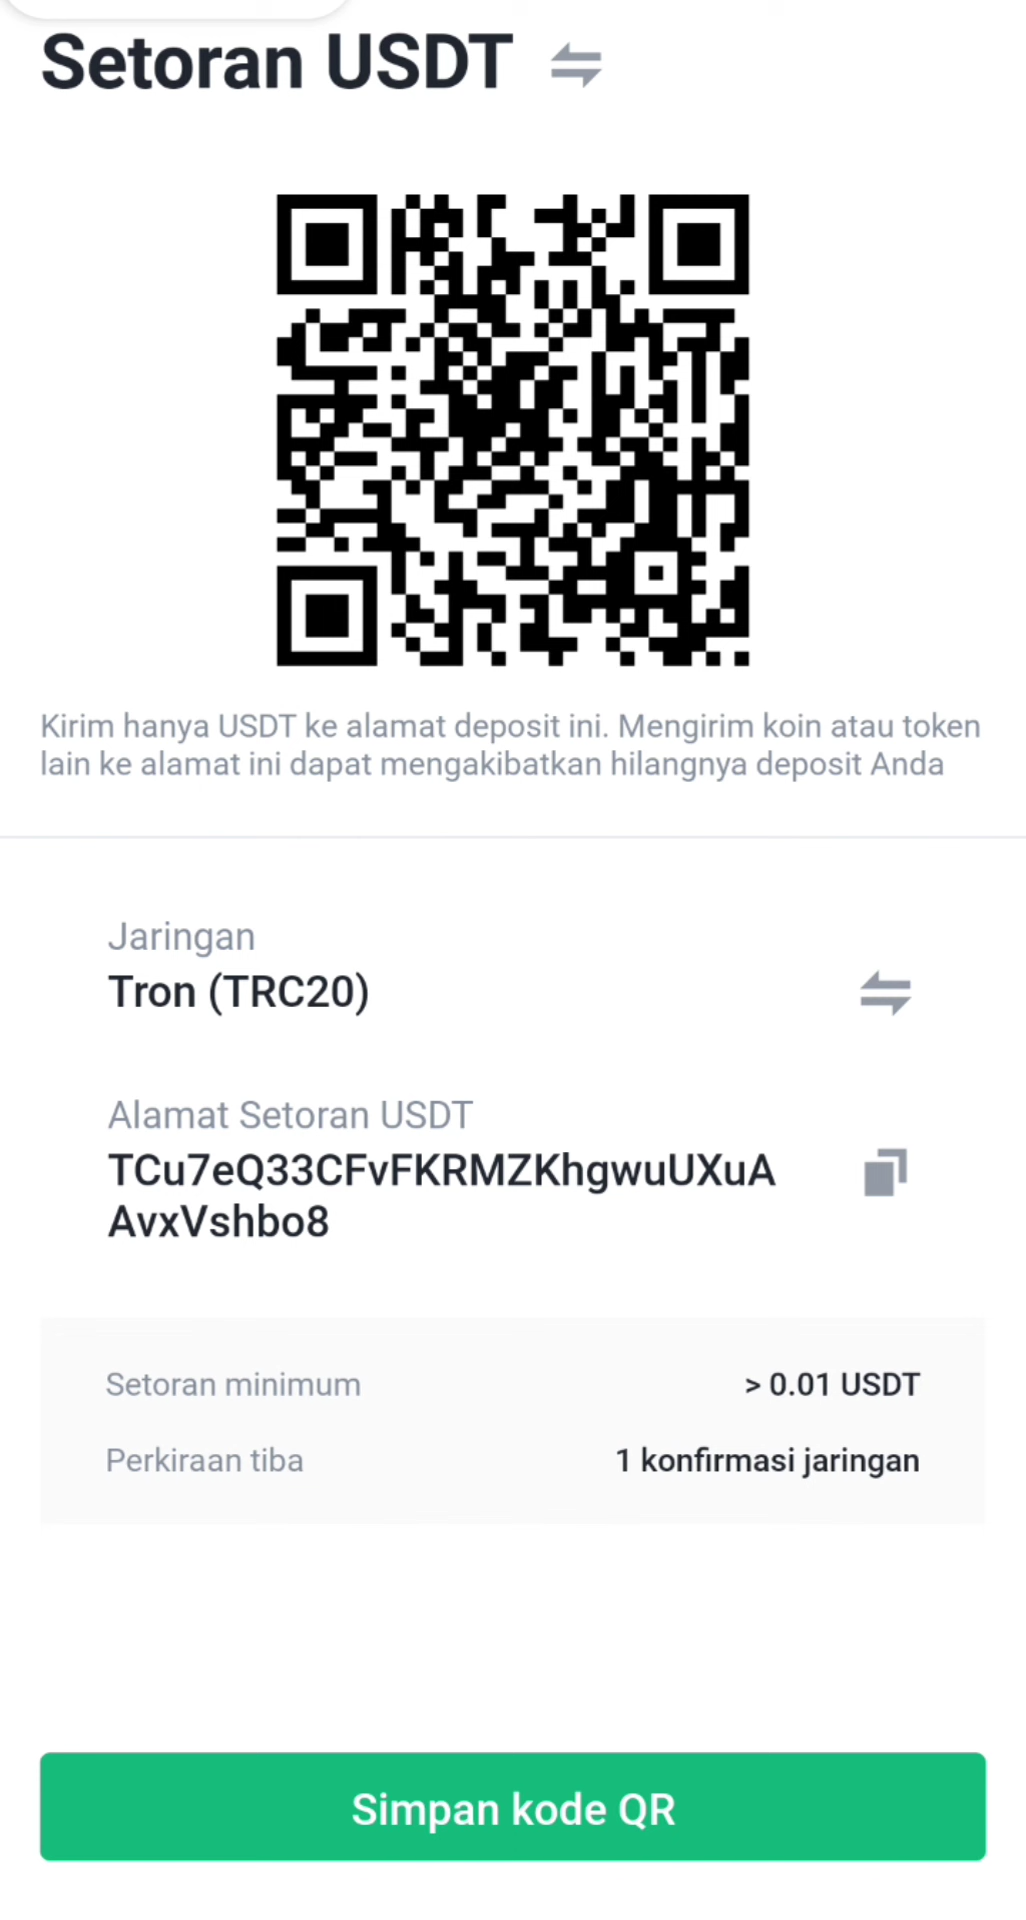 Setoran USDT
Kirim hanya USDT ke alamat deposit ini. Mengirim koin atau token
lain ke alamat ini dapat mengakibatkan hilangnya deposit Anda
Jaringan
Tron (TRC20)
Alamat Setoran USDT
TCu7eQ33CFvFKRMZKhgwuUXuA
AvxVshbo8
Setoran minimum > 0.01 USDT
Perkiraan tiba 1 konfirmasi jaringan
Simpan kode QR